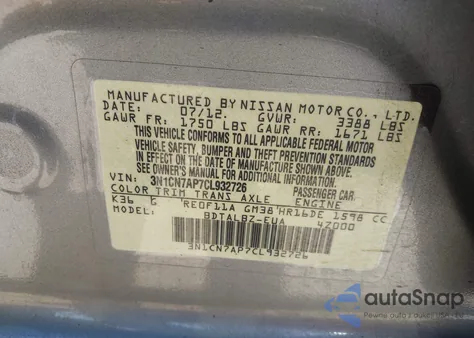 MANUFACTURED BY NISSAN MOTOR CO., LTD.
DATE: 07/12. GVWR: 3388 LBS
GAWR FR: 1750 LBS GAWR RR: 1671 LBS
THIS VEHICLE CONFORMS TO ALL APPLICABLE FEDERAL MOTOR
VEHICLE SAFETY, BUMPER AND THEFT PREVENTION STANDARDS
IN EFFECT ON THE DATE OF MANUFACTURE SHOWN ABOVE.
SEE OWNER'S MANUAL FOR ADDITIONAL INFORMATION.
VIN: 3N1CN7AP7CL932726 PASSENGER CAR
COLOR TRIM TRANS AXLE ENGINE
K36 G RE0F11A GM38 HR16DE 1598 CC
MODEL: BDTALBZ-EUA 4Z000
3N1CN7AP7CL932726
autoSnap